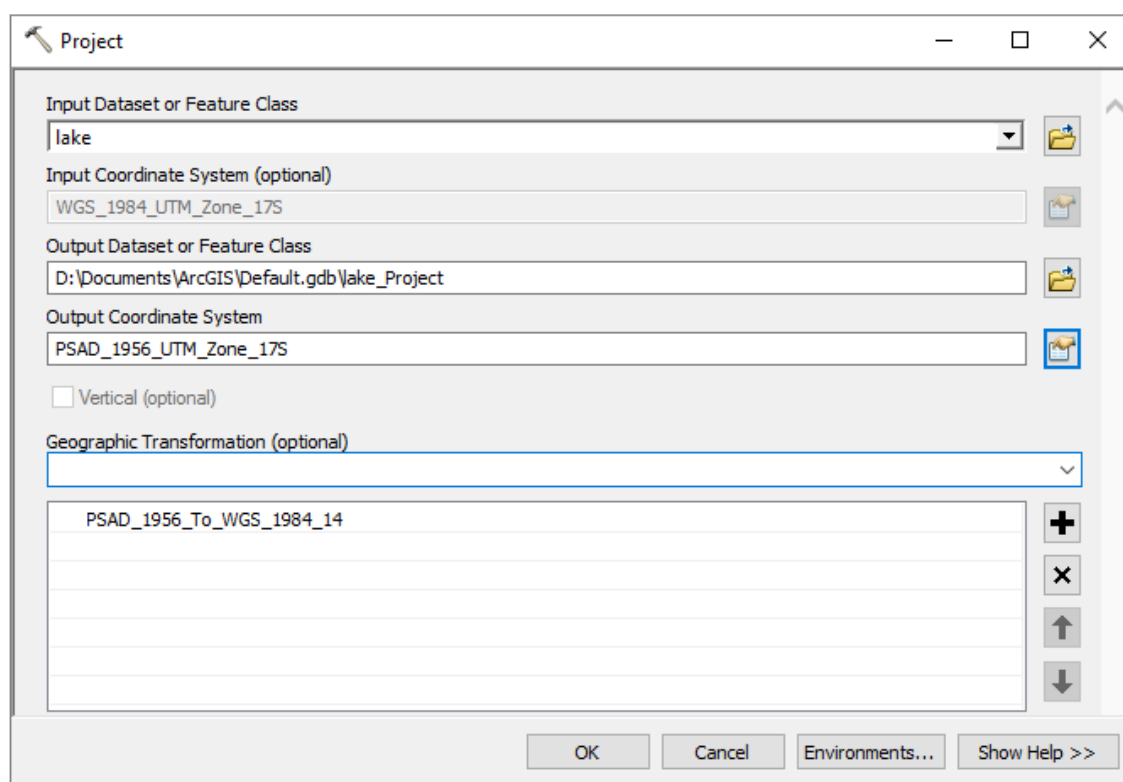 Project
Input Dataset or Feature Class
lake
Input Coordinate System (optional)
WGS_1984_UTM_Zone_17S
Output Dataset or Feature Class
D:\Documents\ArcGIS\Default.gdb\lake_Project
Output Coordinate System
PSAD_1956_UTM_Zone_17S
Vertical (optional)
Geographic Transformation (optional)
PSAD_1956_To_WGS_1984_14
OK Cancel Environments... Show Help >>